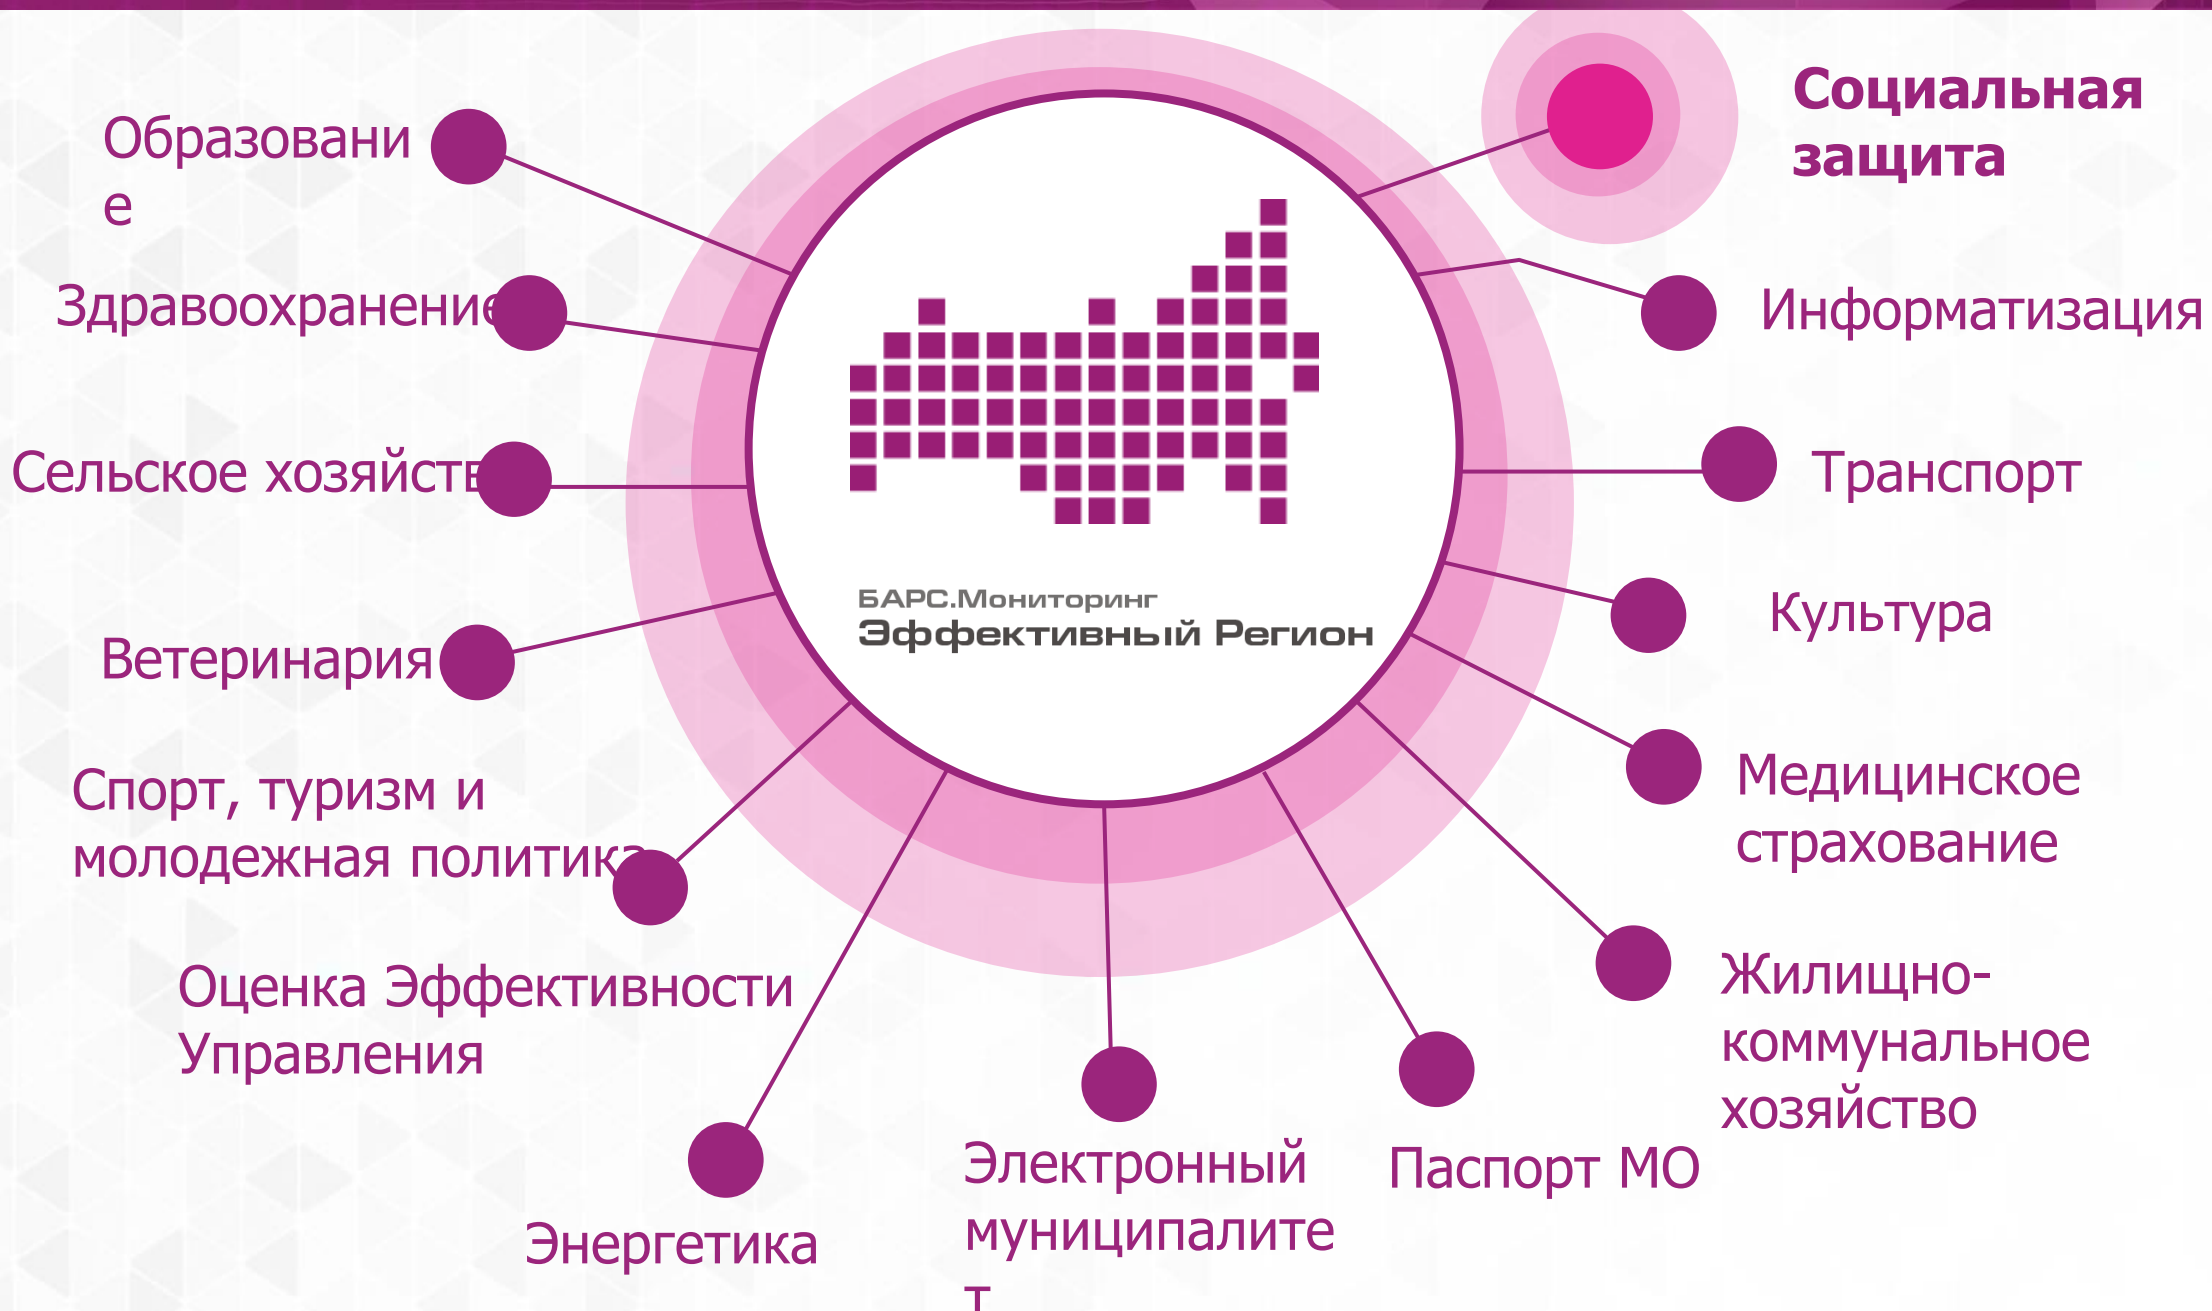 Образовани
е
Здравоохранение
Сельское хозяйств
Ветеринария
Спорт, туризм и
молодежная политика
Оценка Эффективности
Управления
Энергетика
БАРС.Мониторинг
Эффективный Регион
Электронный
муниципалите
т
Паспорт МО
Социальная
защита
Информатизация
Транспорт
Культура
Медицинское
страхование
Жилищно-
коммунальное
хозяйство